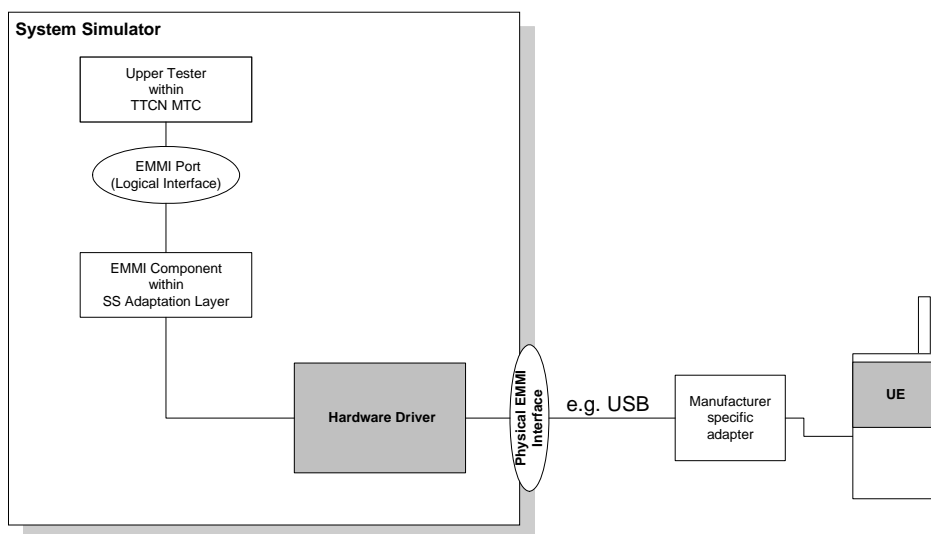 System Simulator
Upper Tester
within
TTCN MTC
EMMI Port
(Logical Interface)
EMMI Component
within
SS Adaptation Layer
Hardware Driver
Physical EMMI
Interface
e.g. USB
Manufacturer
specific
adapter
UE